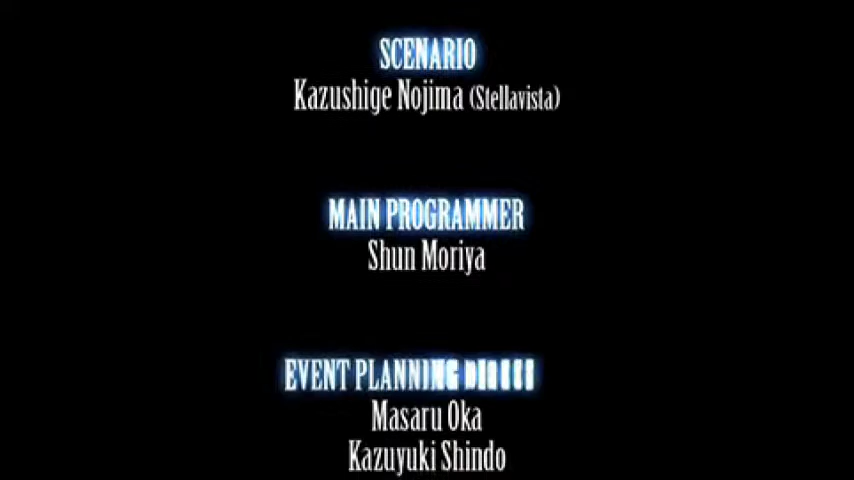 SCENARIO
Kazushige Nojima (Stellavista)
MAIN PROGRAMMER
Shun Moriya
EVENT PLANNING
Masaru Oka
Kazuyuki Shindo